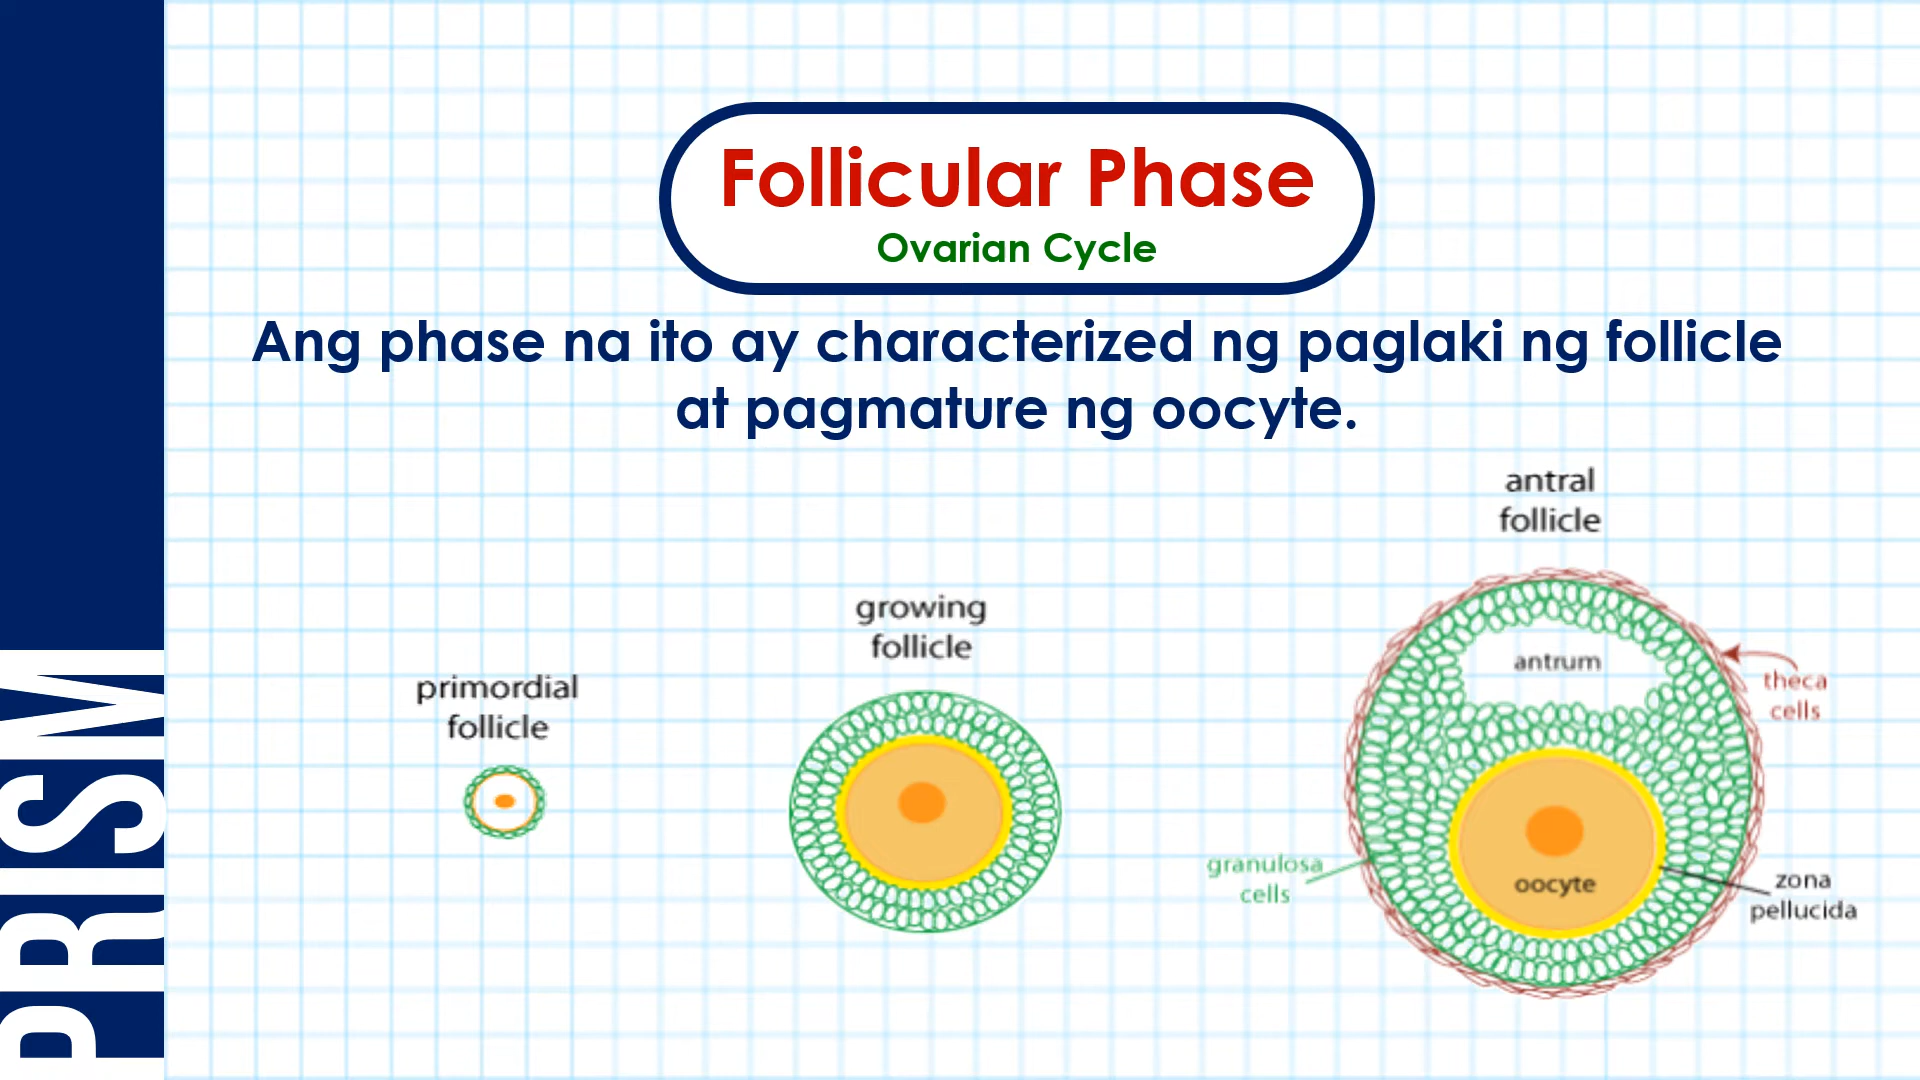 Follicular Phase
Ovarian Cycle
Ang phase na ito ay characterized ng paglaki ng follicle
at pagmature ng oocyte.
primordial
follicle
growing
follicle
antral
follicle
antrum
theca
cells
granulosa
cells
oocyte
zona
pellucida
PRISM